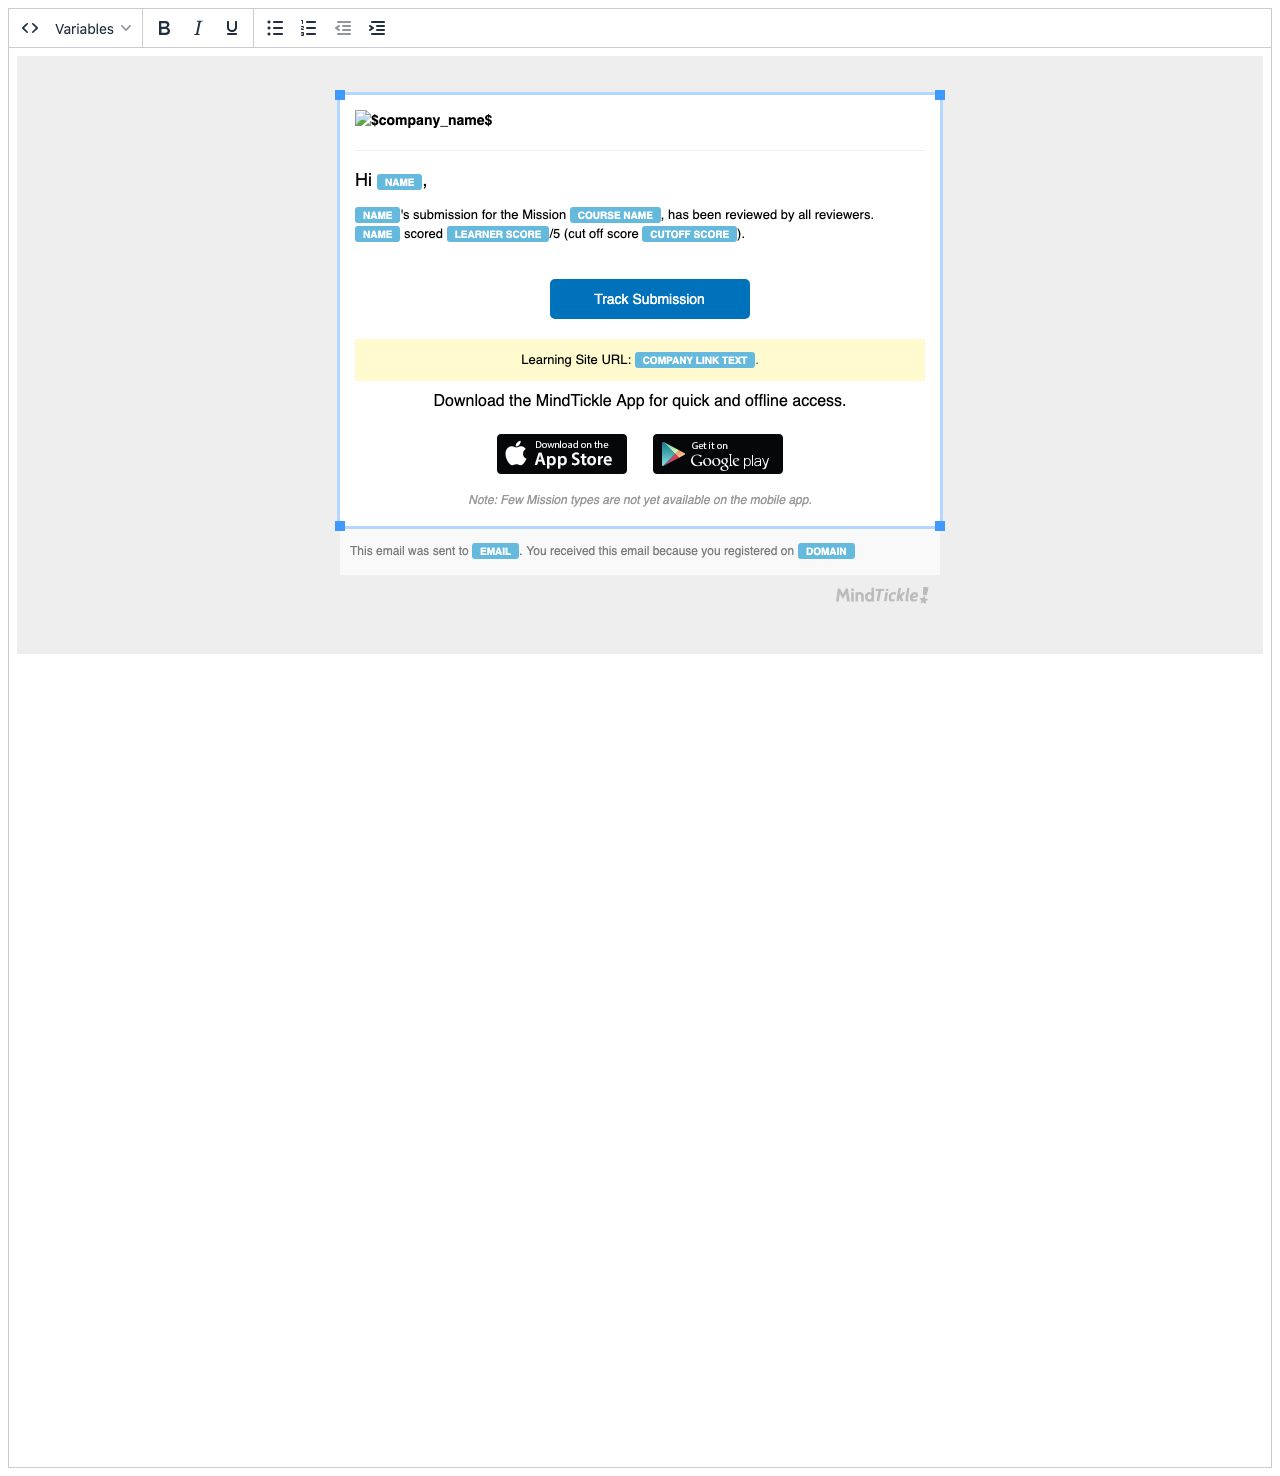 Variables B I U
$company_name$
Hi NAME,
NAME's submission for the Mission COURSE NAME, has been reviewed by all reviewers.
NAME scored LEARNER SCORE/5 (cut off score CUTOFF SCORE).
Track Submission
Learning Site URL: COMPANY LINK TEXT.
Download the MindTickle App for quick and offline access.
Download on the
App Store
Get it on
Google play
Note: Few Mission types are not yet available on the mobile app.
This email was sent to EMAIL. You received this email because you registered on DOMAIN
MindTickle!